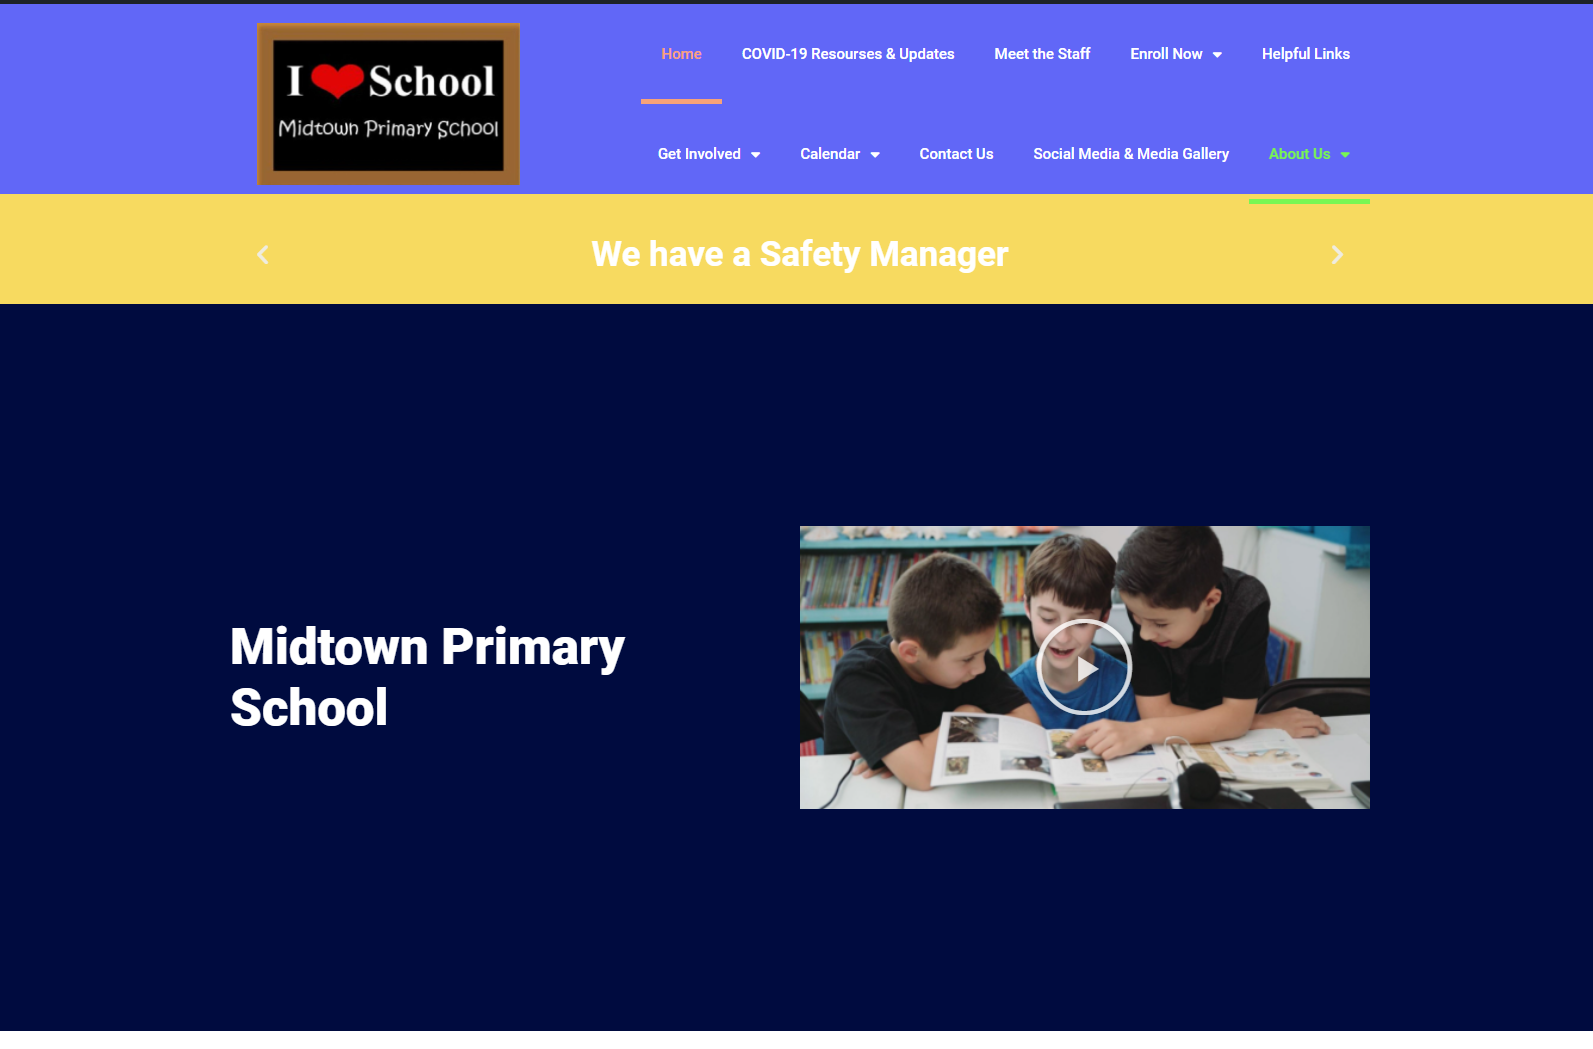 I ❤ School
Midtown Primary School
Home COVID-19 Resourses & Updates Meet the Staff Enroll Now Helpful Links
Get Involved Calendar Contact Us Social Media & Media Gallery About Us
We have a Safety Manager
Midtown Primary
School